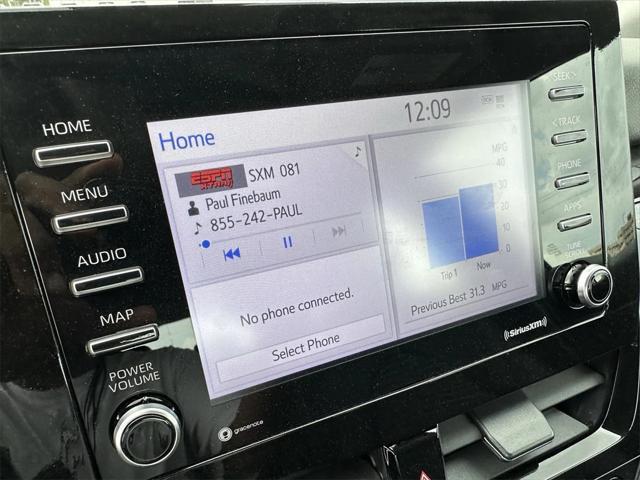 HOME
MENU
AUDIO
MAP
POWER
VOLUME
Home
12:09
ESPN
SXM 081
Paul Finebaum
855-242-PAUL
No phone connected.
Select Phone
MPG
40
30
20
10
0
Trip 1
Now
Previous Best 31.3 MPG
< SEEK >
< TRACK
PHONE
APPS
TUNE
SCROLL
((SiriusXM))
gracenote